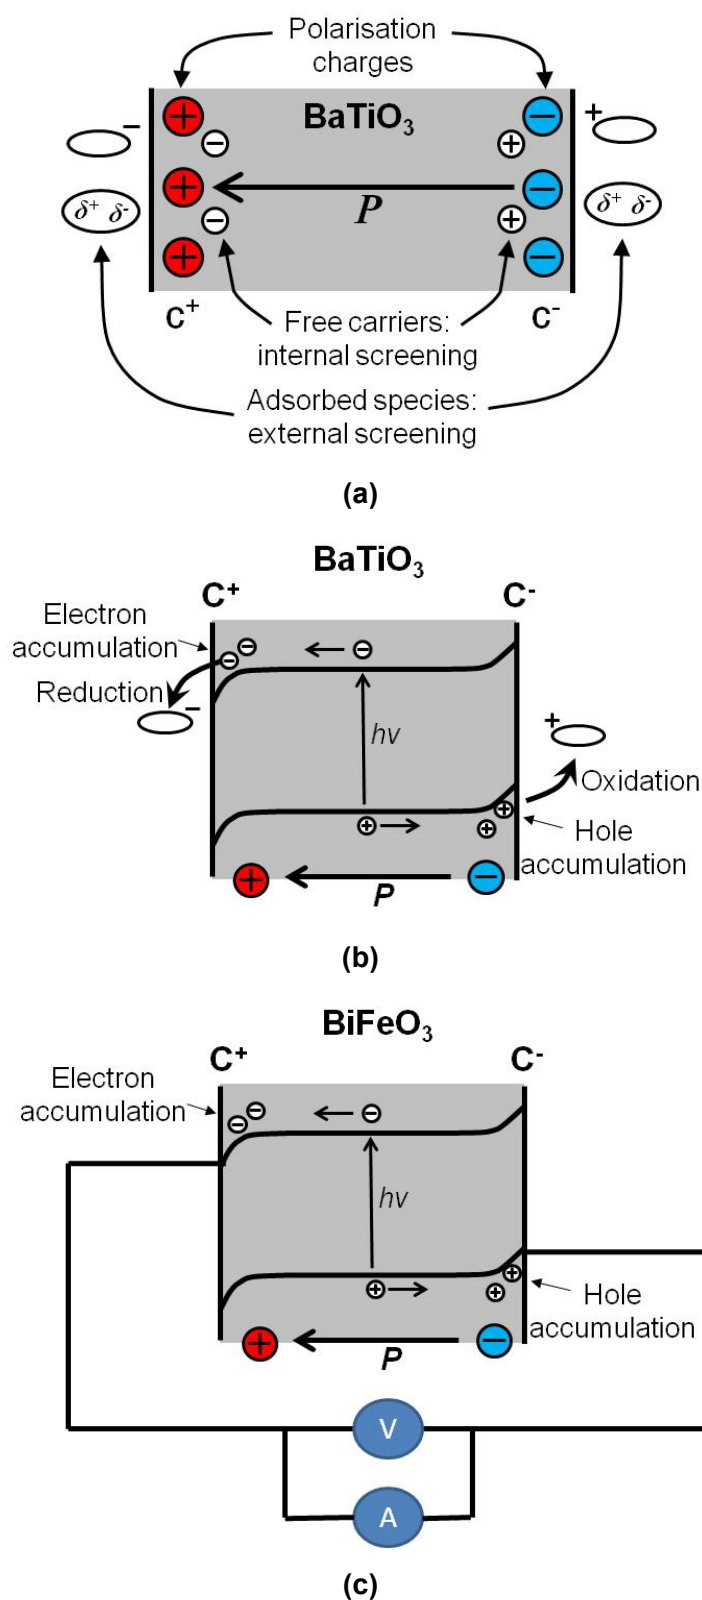 Polarisation
charges
BaTiO₃
− +
+ − + −
+ P −
δ⁺ δ⁻ − + δ⁺ δ⁻
+ −
C⁺ C⁻
Free carriers:
internal screening
Adsorbed species:
external screening
(a)
BaTiO₃
C⁺ C⁻
Electron
accumulation
− − −
Reduction
−
hv
+
Oxidation
+ + +
Hole
accumulation
+ P −
(b)
BiFeO₃
C⁺ C⁻
Electron
accumulation
− − −
hv
+ + +
Hole
accumulation
+ P −
V
A
(c)